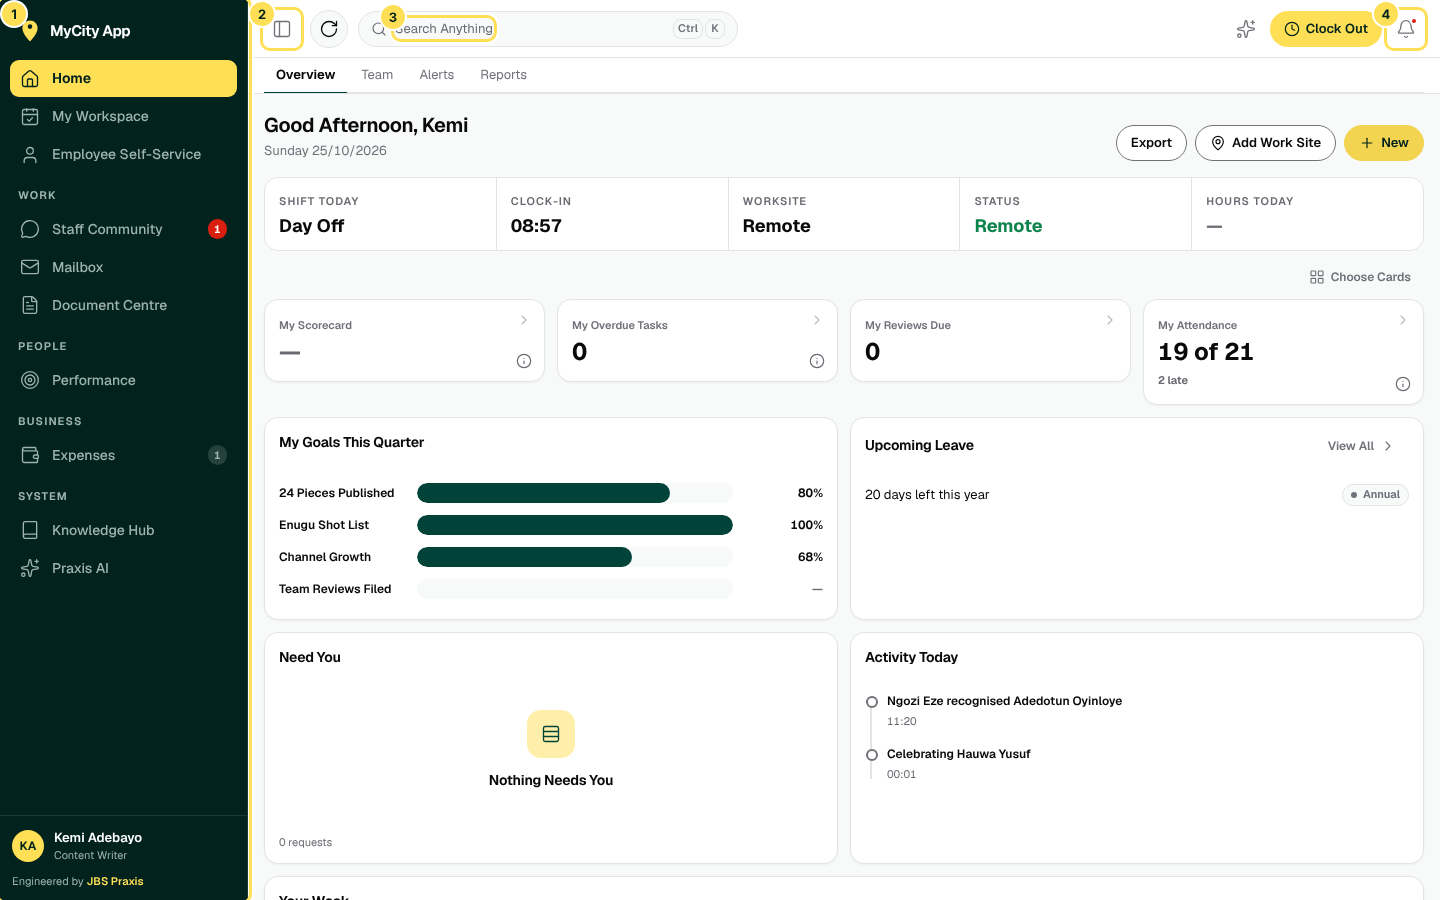 1
MyCity App
2
3
Search Anything
Ctrl K
Clock Out
4
Home
My Workspace
Employee Self-Service
WORK
Staff Community 1
Mailbox
Document Centre
PEOPLE
Performance
BUSINESS
Expenses 1
SYSTEM
Knowledge Hub
Praxis AI
KA
Kemi Adebayo
Content Writer
Engineered by JBS Praxis
Overview Team Alerts Reports
Good Afternoon, Kemi
Sunday 25/10/2026
Export
Add Work Site
New
SHIFT TODAY
Day Off
CLOCK-IN
08:57
WORKSITE
Remote
STATUS
Remote
HOURS TODAY
—
Choose Cards
My Scorecard
—
My Overdue Tasks
0
My Reviews Due
0
My Attendance
19 of 21
2 late
My Goals This Quarter
24 Pieces Published 80%
Enugu Shot List 100%
Channel Growth 68%
Team Reviews Filed —
Upcoming Leave
View All
20 days left this year
Annual
Need You
Nothing Needs You
0 requests
Activity Today
Ngozi Eze recognised Adedotun Oyinloye
11:20
Celebrating Hauwa Yusuf
00:01
Your Week